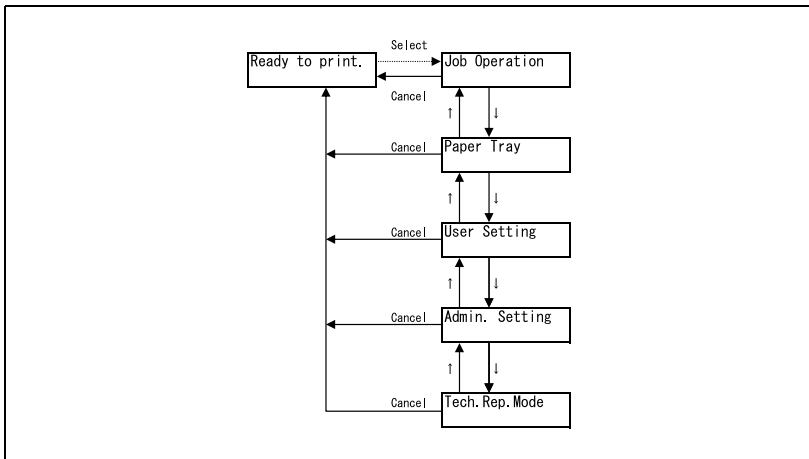 Select
Ready to print.
Job Operation
Cancel
↑ ↓
Cancel
Paper Tray
↑ ↓
Cancel
User Setting
↑ ↓
Cancel
Admin. Setting
↑ ↓
Cancel
Tech.Rep.Mode